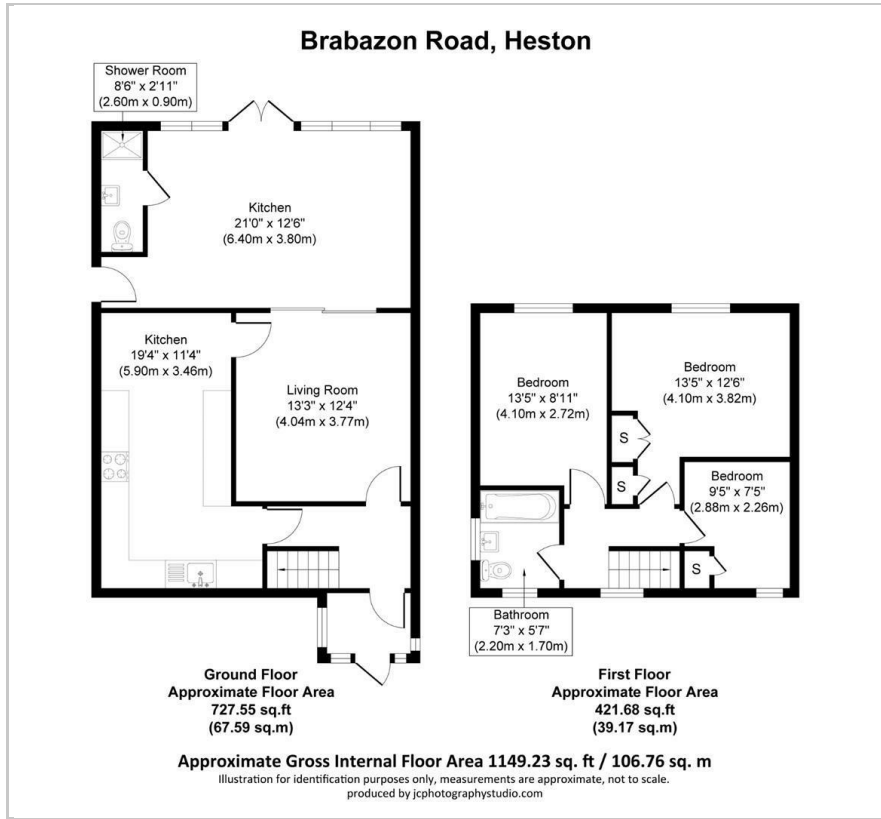 Brabazon Road, Heston
Shower Room
8'6" x 2'11"
(2.60m x 0.90m)
Kitchen
21'0" x 12'6"
(6.40m x 3.80m)
Kitchen
19'4" x 11'4"
(5.90m x 3.46m)
Living Room
13'3" x 12'4"
(4.04m x 3.77m)
Bedroom
13'5" x 8'11"
(4.10m x 2.72m)
Bedroom
13'5" x 12'6"
(4.10m x 3.82m)
S
S
Bedroom
9'5" x 7'5"
(2.88m x 2.26m)
S
Bathroom
7'3" x 5'7"
(2.20m x 1.70m)
Ground Floor
Approximate Floor Area
727.55 sq.ft
(67.59 sq.m)
First Floor
Approximate Floor Area
421.68 sq.ft
(39.17 sq.m)
Approximate Gross Internal Floor Area 1149.23 sq. ft / 106.76 sq. m
Illustration for identification purposes only, measurements are approximate, not to scale.
produced by jcphotographystudio.com